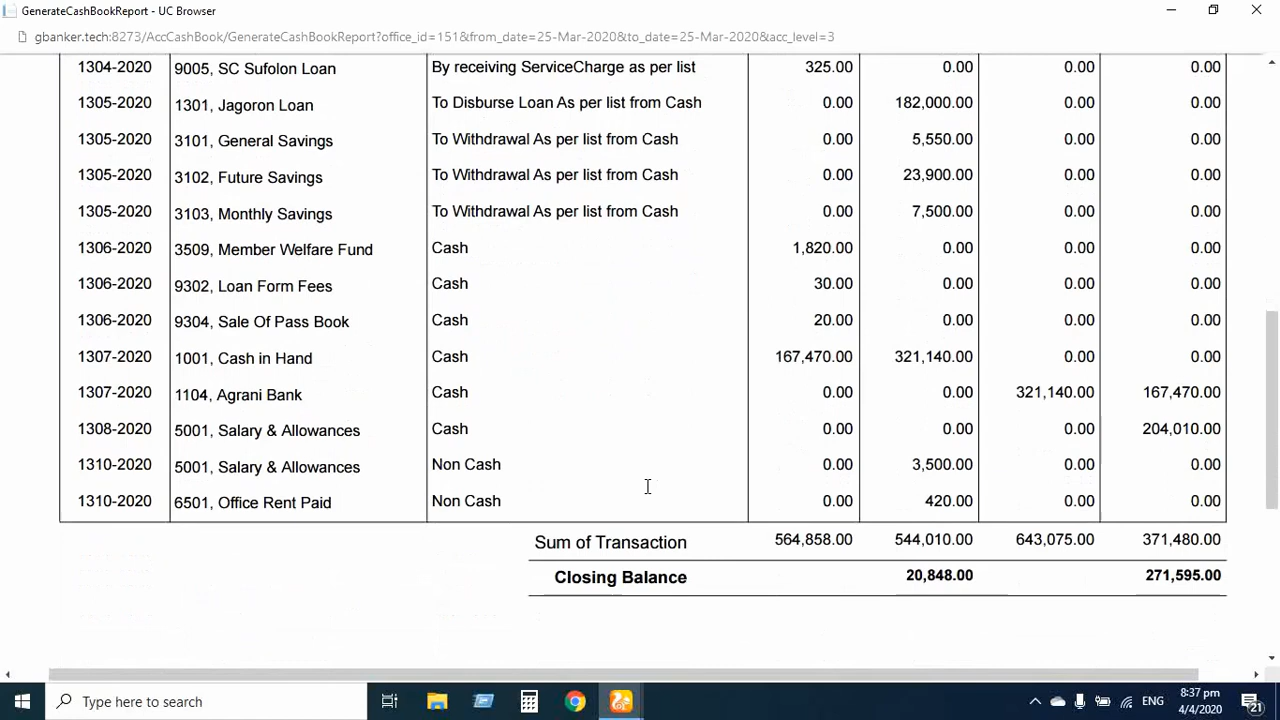 GenerateCashBookReport - UC Browser
gbanker.tech:8273/AccCashBook/GenerateCashBookReport?office_id=151&from_date=25-Mar-2020&to_date=25-Mar-2020&acc_level=3
1304-2020 9005, SC Sufolon Loan By receiving ServiceCharge as per list 325.00 0.00 0.00 0.00
1305-2020 1301, Jagoron Loan To Disburse Loan As per list from Cash 0.00 182,000.00 0.00 0.00
1305-2020 3101, General Savings To Withdrawal As per list from Cash 0.00 5,550.00 0.00 0.00
1305-2020 3102, Future Savings To Withdrawal As per list from Cash 0.00 23,900.00 0.00 0.00
1305-2020 3103, Monthly Savings To Withdrawal As per list from Cash 0.00 7,500.00 0.00 0.00
1306-2020 3509, Member Welfare Fund Cash 1,820.00 0.00 0.00 0.00
1306-2020 9302, Loan Form Fees Cash 30.00 0.00 0.00 0.00
1306-2020 9304, Sale Of Pass Book Cash 20.00 0.00 0.00 0.00
1307-2020 1001, Cash in Hand Cash 167,470.00 321,140.00 0.00 0.00
1307-2020 1104, Agrani Bank Cash 0.00 0.00 321,140.00 167,470.00
1308-2020 5001, Salary & Allowances Cash 0.00 0.00 0.00 204,010.00
1310-2020 5001, Salary & Allowances Non Cash 0.00 3,500.00 0.00 0.00
1310-2020 6501, Office Rent Paid Non Cash 0.00 420.00 0.00 0.00
Sum of Transaction 564,858.00 544,010.00 643,075.00 371,480.00
Closing Balance 20,848.00 271,595.00
Type here to search ENG 8:37 pm
4/4/2020 21